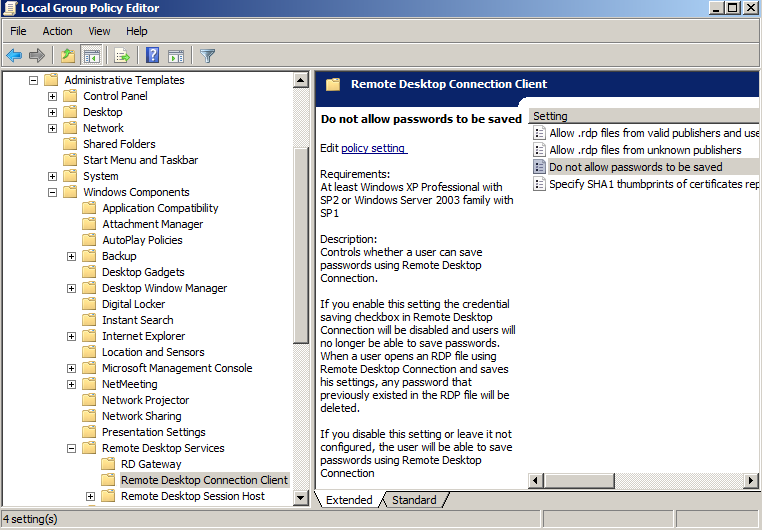 Local Group Policy Editor
File Action View Help
Administrative Templates
Control Panel
Desktop
Network
Shared Folders
Start Menu and Taskbar
System
Windows Components
Application Compatibility
Attachment Manager
AutoPlay Policies
Backup
Desktop Gadgets
Desktop Window Manager
Digital Locker
Instant Search
Internet Explorer
Location and Sensors
Microsoft Management Console
NetMeeting
Network Projector
Network Sharing
Presentation Settings
Remote Desktop Services
RD Gateway
Remote Desktop Connection Client
Remote Desktop Session Host
Remote Desktop Connection Client
Do not allow passwords to be saved
Edit policy setting
Requirements:
At least Windows XP Professional with
SP2 or Windows Server 2003 family with
SP1
Description:
Controls whether a user can save
passwords using Remote Desktop
Connection.
If you enable this setting the credential
saving checkbox in Remote Desktop
Connection will be disabled and users will
no longer be able to save passwords.
When a user opens an RDP file using
Remote Desktop Connection and saves
his settings, any password that
previously existed in the RDP file will be
deleted.
If you disable this setting or leave it not
configured, the user will be able to save
passwords using Remote Desktop
Connection
Setting
Allow .rdp files from valid publishers and use
Allow .rdp files from unknown publishers
Do not allow passwords to be saved
Specify SHA1 thumbprints of certificates rep
Extended Standard
4 setting(s)